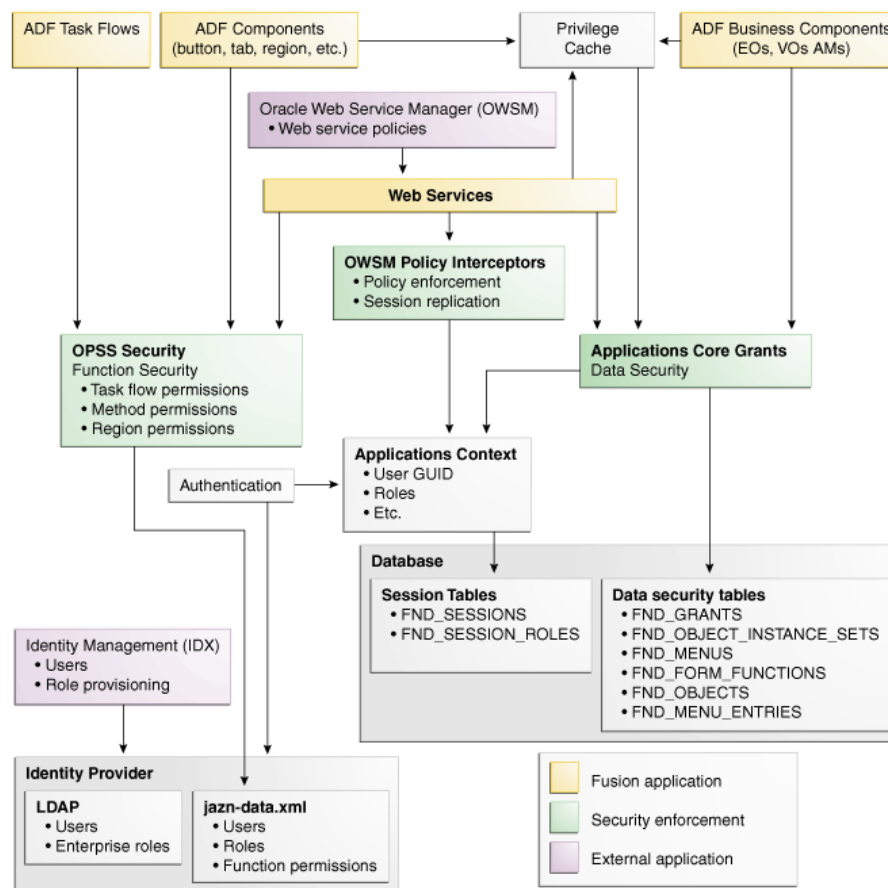 ADF Task Flows
ADF Components
(button, tab, region, etc.)
Privilege
Cache
ADF Business Components
(EOs, VOs AMs)
Oracle Web Service Manager (OWSM)
• Web service policies
Web Services
OWSM Policy Interceptors
• Policy enforcement
• Session replication
OPSS Security
Function Security
• Task flow permissions
• Method permissions
• Region permissions
Applications Core Grants
Data Security
Applications Context
• User GUID
• Roles
• Etc.
Authentication
Database
Session Tables
• FND_SESSIONS
• FND_SESSION_ROLES
Data security tables
• FND_GRANTS
• FND_OBJECT_INSTANCE_SETS
• FND_MENUS
• FND_FORM_FUNCTIONS
• FND_OBJECTS
• FND_MENU_ENTRIES
Identity Management (IDX)
• Users
• Role provisioning
Identity Provider
LDAP
• Users
• Enterprise roles
jazn-data.xml
• Users
• Roles
• Function permissions
Fusion application
Security enforcement
External application